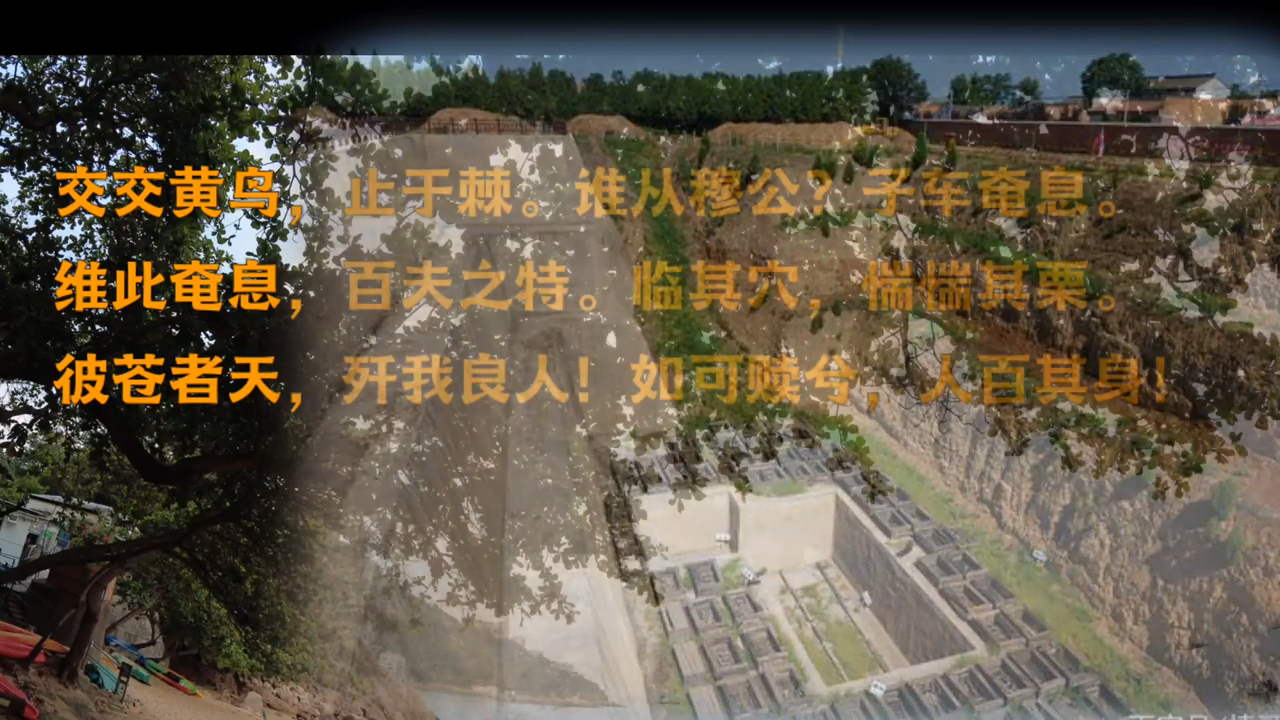 交交黄鸟，止于棘。谁从穆公？子车奄息。
维此奄息，百夫之特。临其穴，惴惴其栗。
彼苍者天，歼我良人！如可赎兮，人百其身！